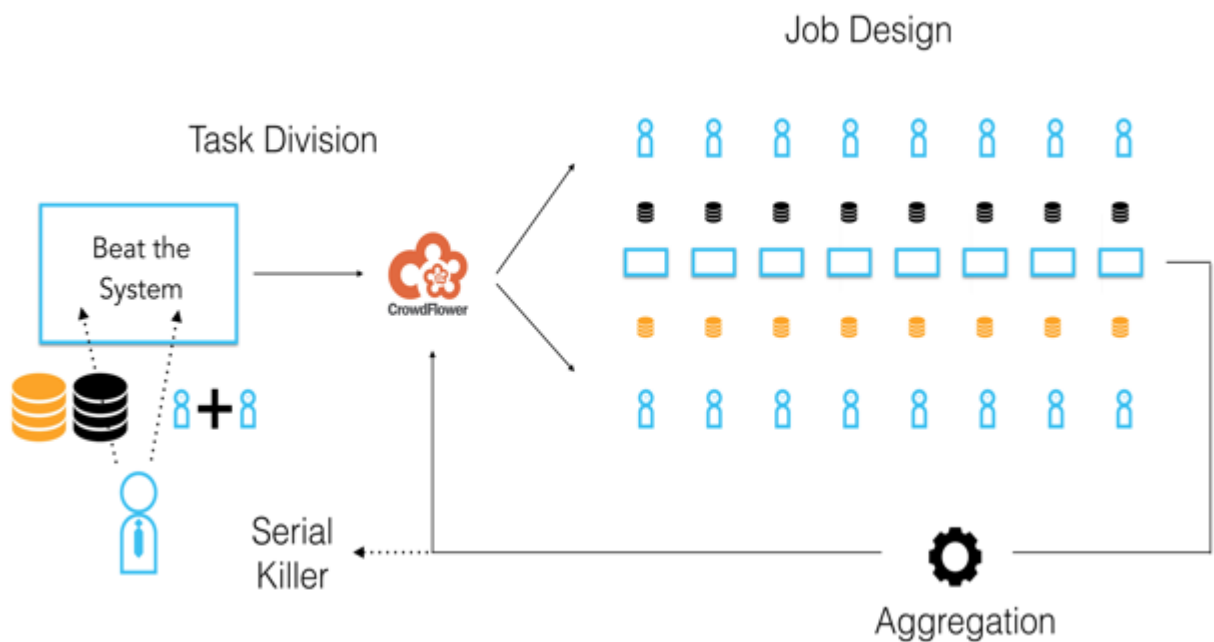 Job Design
Task Division
Beat the
System
CrowdFlower
Serial
Killer
Aggregation